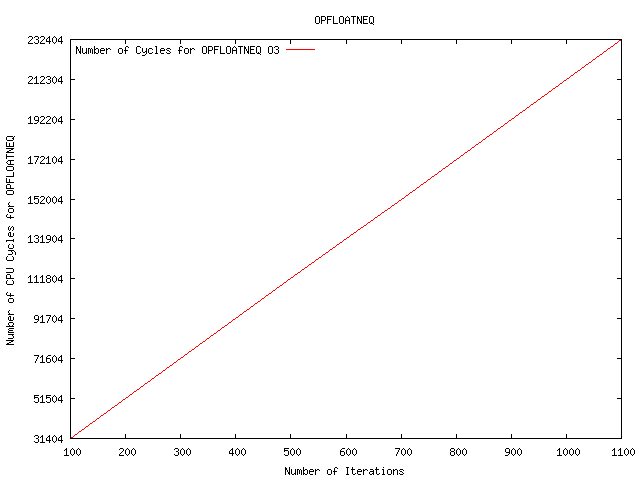 OPFLOATNEQ
232404
Number of Cycles for OPFLOATNEQ O3
212304
192204
172104
152004
131904
111804
91704
71604
51504
31404
Number of CPU Cycles for OPFLOATNEQ
100 200 300 400 500 600 700 800 900 1000 1100
Number of Iterations